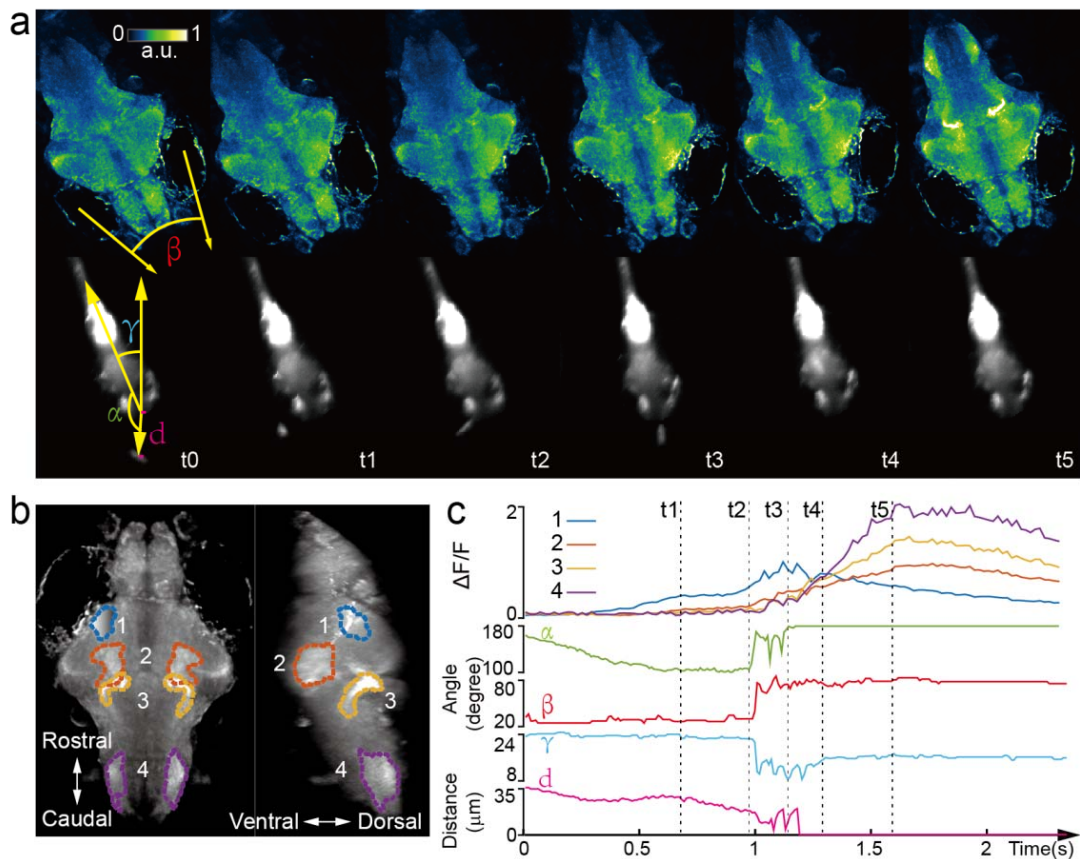 a
0 1
a.u.
β
γ
α
d
t0 t1 t2 t3 t4 t5
b
1
2
3
4
Rostral
Caudal
1
2
3
4
Ventral Dorsal
c
t1 t2 t3 t4 t5
2
ΔF/F
0
1
2
3
4
180
α
100
Angle
(degree)
80
β
20
24
γ
8
Distance
(μm)
35
d
0
0 0.5 1 1.5 2 Time(s)